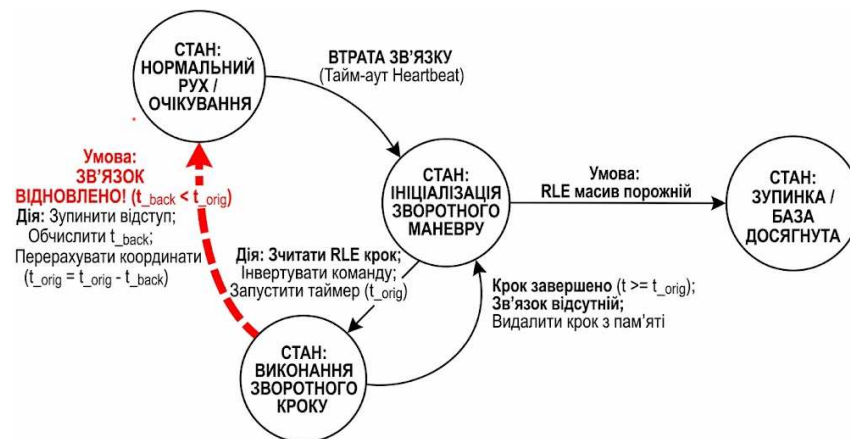 СТАН:
НОРМАЛЬНИЙ
РУХ /
ОЧІКУВАННЯ
ВТРАТА ЗВ'ЯЗКУ
(Тайм-аут Heartbeat)
Умова:
ЗВ'ЯЗОК
ВІДНОВЛЕНО! (t_back < t_orig)
Дія: Зупинити відступ;
Обчислити t_back;
Перерахувати координати
(t_orig = t_orig - t_back)
СТАН:
ІНІЦІАЛІЗАЦІЯ
ЗВОРОТНОГО
МАНЕВРУ
Умова:
RLE масив порожній
СТАН:
ЗУПИНКА /
БАЗА
ДОСЯГНУТА
Дія: Зчитати RLE крок;
Інвертувати команду;
Запустити таймер (t_orig)
Крок завершено (t >= t_orig);
Зв'язок відсутній;
Видалити крок з пам'яті
СТАН:
ВИКОНАННЯ
ЗВОРОТНОГО
КРОКУ